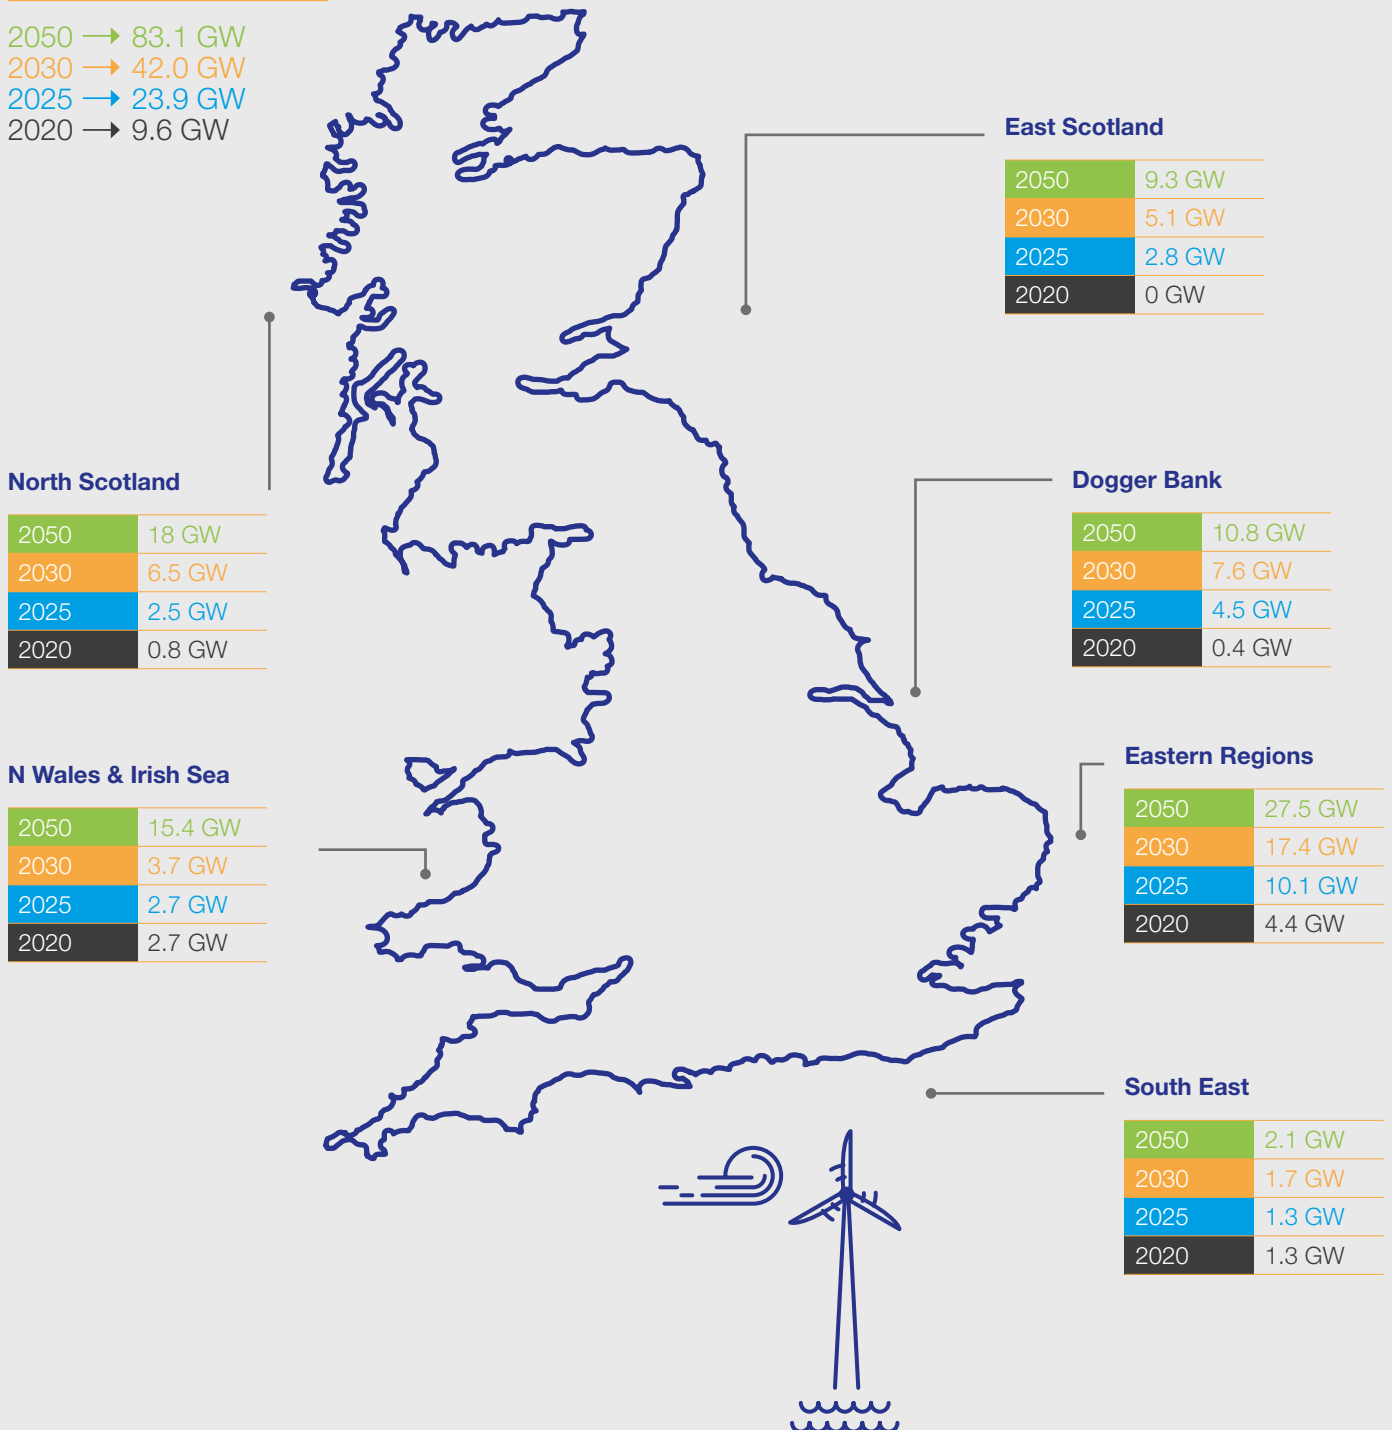 2050 → 83.1 GW
2030 → 42.0 GW
2025 → 23.9 GW
2020 → 9.6 GW
East Scotland
2050 9.3 GW
2030 5.1 GW
2025 2.8 GW
2020 0 GW
North Scotland
2050 18 GW
2030 6.5 GW
2025 2.5 GW
2020 0.8 GW
Dogger Bank
2050 10.8 GW
2030 7.6 GW
2025 4.5 GW
2020 0.4 GW
N Wales & Irish Sea
2050 15.4 GW
2030 3.7 GW
2025 2.7 GW
2020 2.7 GW
Eastern Regions
2050 27.5 GW
2030 17.4 GW
2025 10.1 GW
2020 4.4 GW
South East
2050 2.1 GW
2030 1.7 GW
2025 1.3 GW
2020 1.3 GW